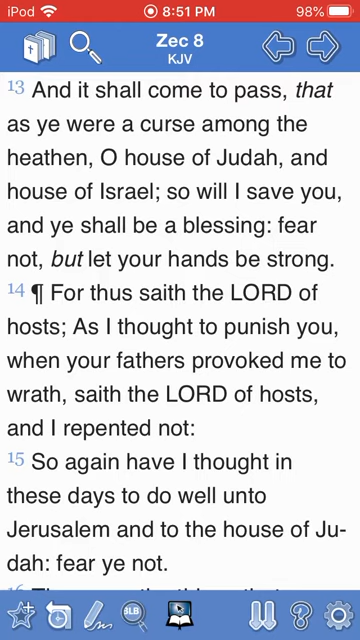 iPod 8:51 PM 98%
Zec 8
KJV
13 And it shall come to pass, that
as ye were a curse among the
heathen, O house of Judah, and
house of Israel; so will I save you,
and ye shall be a blessing: fear
not, but let your hands be strong.
14 ¶ For thus saith the LORD of
hosts; As I thought to punish you,
when your fathers provoked me to
wrath, saith the LORD of hosts,
and I repented not:
15 So again have I thought in
these days to do well unto
Jerusalem and to the house of Ju-
dah: fear ye not.
BLB